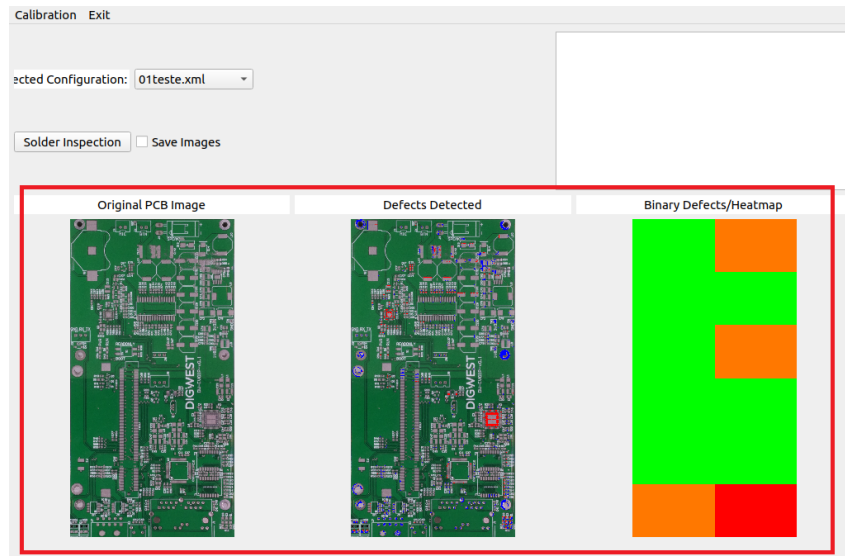 Calibration Exit
ected Configuration: 01teste.xml
Solder Inspection Save Images
Original PCB Image Defects Detected Binary Defects/Heatmap
DIGWEST DIGWEST